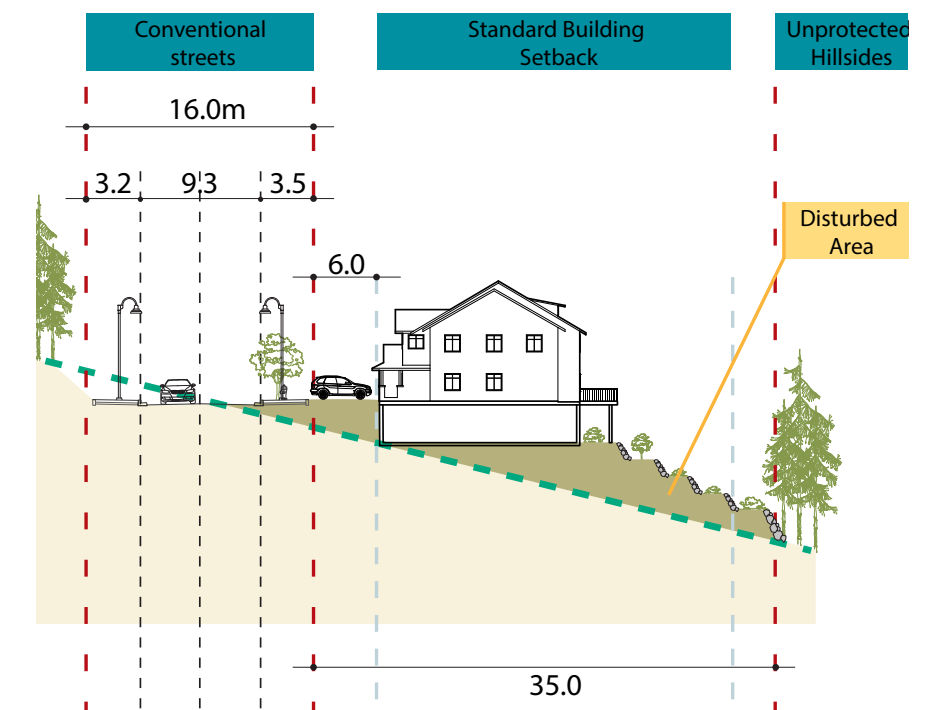 Conventional
streets
Standard Building
Setback
Unprotected
Hillsides
16.0m
3.2 9.3 3.5
6.0
Disturbed
Area
35.0